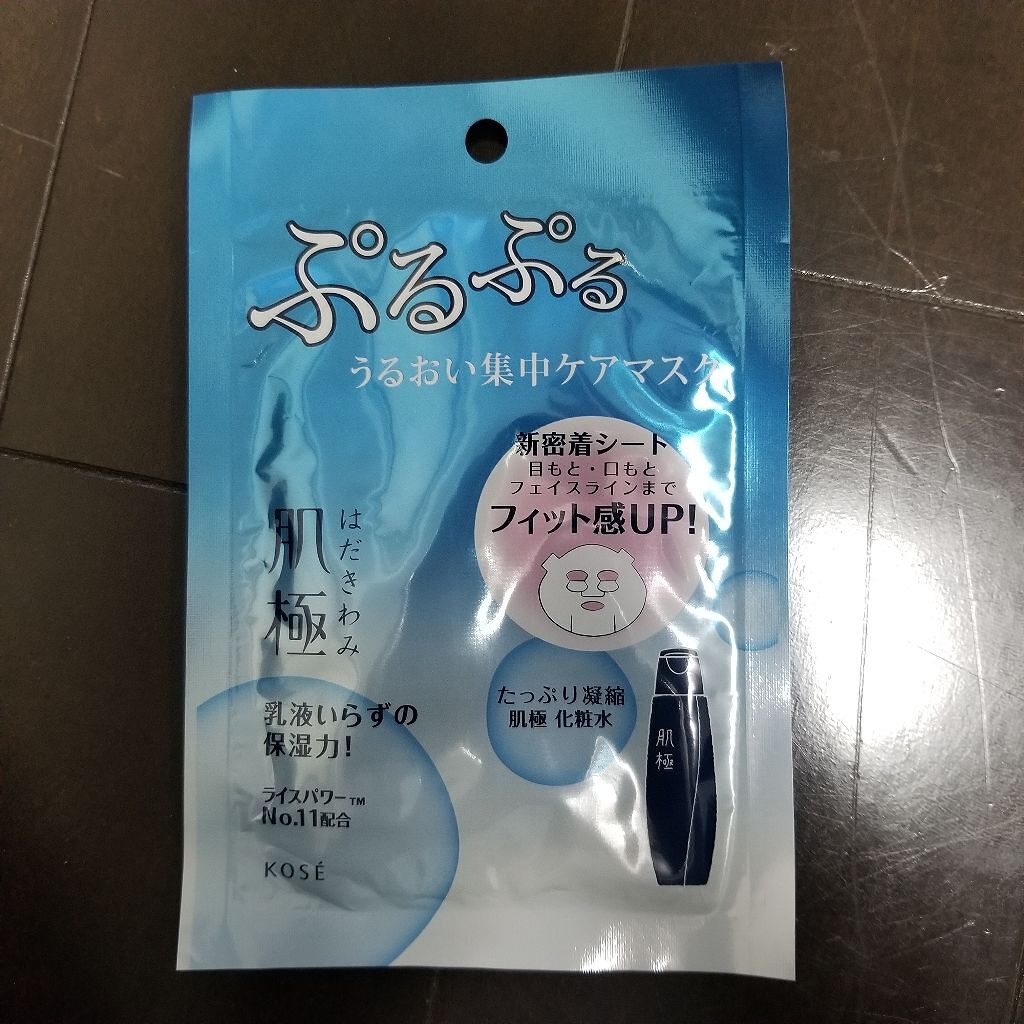 ぷるぷる
うるおい集中ケアマスク
新密着シート
目もと・口もと
フェイスラインまで
フィット感UP!
肌極
はだきわみ
たっぷり凝縮
肌極 化粧水
肌極
乳液いらずの
保湿力!
ライスパワー™
No.11配合
KOSÉ